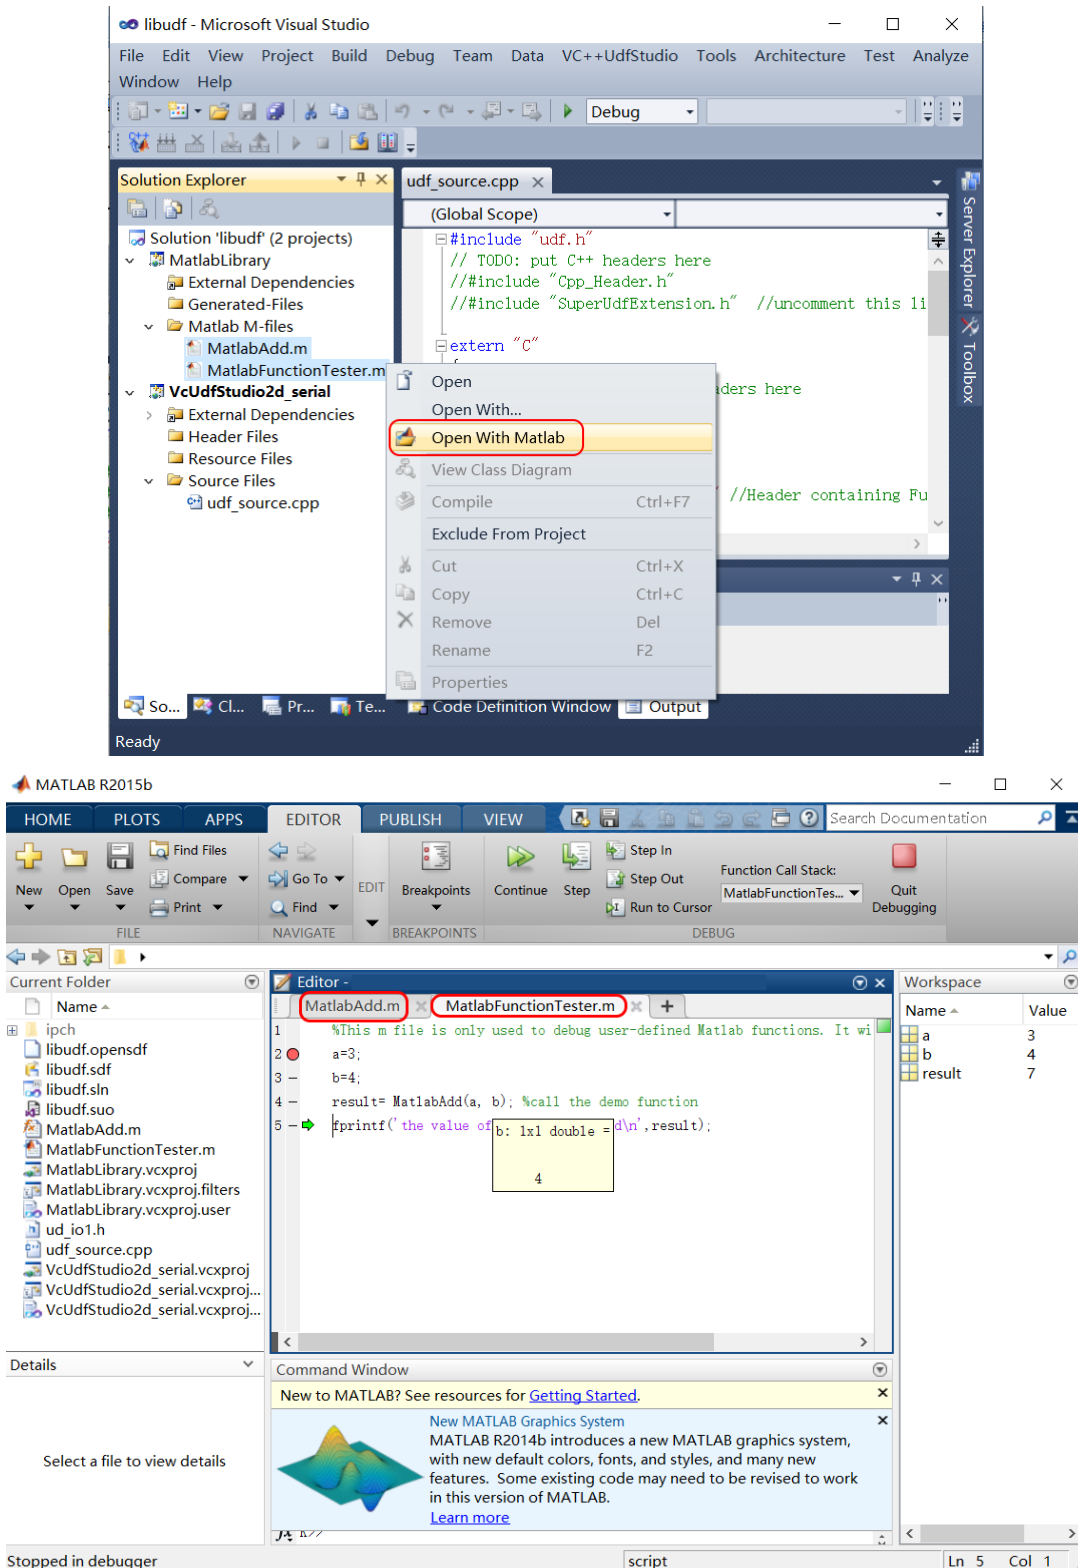 libudf - Microsoft Visual Studio
File Edit View Project Build Debug Team Data VC++UdfStudio Tools Architecture Test Analyze
Window Help
Debug
Solution Explorer
udf_source.cpp
(Global Scope)
Solution 'libudf' (2 projects)
MatlabLibrary
External Dependencies
Generated-Files
Matlab M-files
MatlabAdd.m
MatlabFunctionTester.m
VcUdfStudio2d_serial
External Dependencies
Header Files
Resource Files
Source Files
udf_source.cpp
#include "udf.h"
// TODO: put C++ headers here
//#include "Cpp_Header.h"
//#include "SuperUdfExtension.h" //uncomment this li
extern "C"
{
aders here
" //Header containing Fu
Server Explorer
Toolbox
Open
Open With...
Open With Matlab
View Class Diagram
Compile Ctrl+F7
Exclude From Project
Cut Ctrl+X
Copy Ctrl+C
Remove Del
Rename F2
Properties
So... Cl... Pr... Te... Code Definition Window Output
Ready
MATLAB R2015b
HOME PLOTS APPS EDITOR PUBLISH VIEW Search Documentation
New Open Save
Find Files
Compare
Print
Go To
Find
EDIT
Breakpoints
Continue
Step
Step In
Step Out
Run to Cursor
Function Call Stack:
MatlabFunctionTes...
Quit
Debugging
FILE NAVIGATE BREAKPOINTS DEBUG
Current Folder
Name
ipch
libudf.opensdf
libudf.sdf
libudf.sln
libudf.suo
MatlabAdd.m
MatlabFunctionTester.m
MatlabLibrary.vcxproj
MatlabLibrary.vcxproj.filters
MatlabLibrary.vcxproj.user
ud_io1.h
udf_source.cpp
VcUdfStudio2d_serial.vcxproj
VcUdfStudio2d_serial.vcxproj...
VcUdfStudio2d_serial.vcxproj...
Details
Select a file to view details
Editor -
MatlabAdd.m MatlabFunctionTester.m +
1 %This m file is only used to debug user-defined Matlab functions. It wi
2 a=3;
3 – b=4;
4 – result= MatlabAdd(a, b); %call the demo function
5 – fprintf('the value of d\n',result);
b: 1x1 double =
4
Workspace
Name Value
a 3
b 4
result 7
Command Window
New to MATLAB? See resources for Getting Started.
New MATLAB Graphics System
MATLAB R2014b introduces a new MATLAB graphics system,
with new default colors, fonts, and styles, and many new
features. Some existing code may need to be revised to work
in this version of MATLAB.
Learn more
Stopped in debugger
script
Ln 5 Col 1